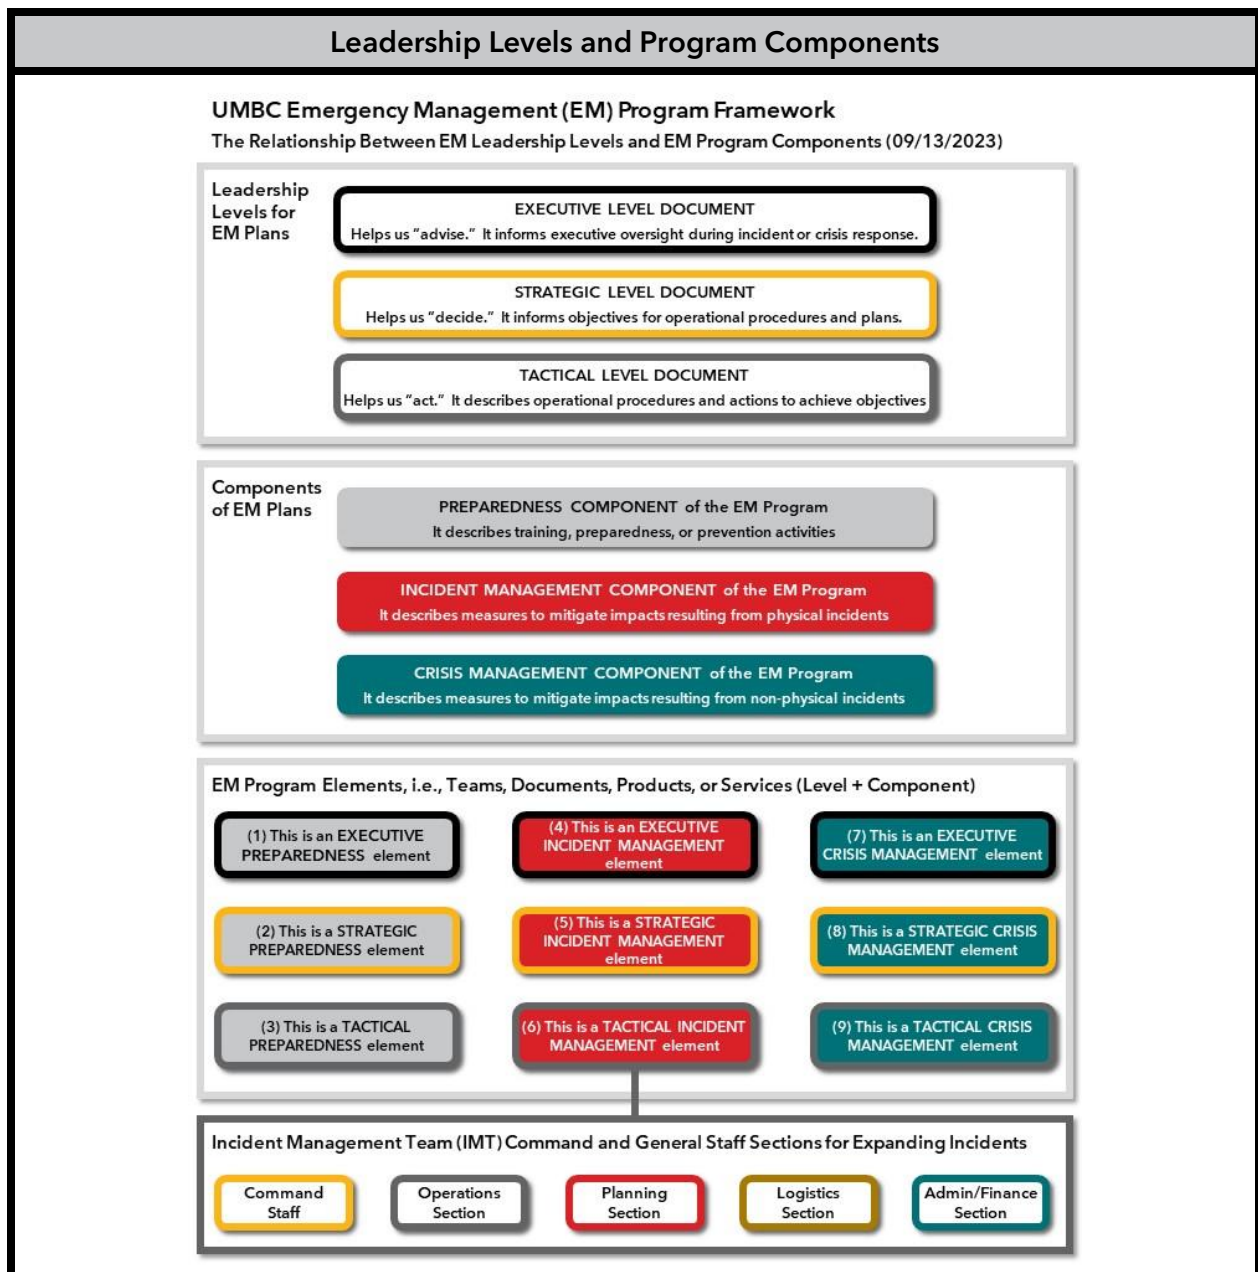 Leadership Levels and Program Components
UMBC Emergency Management (EM) Program Framework
The Relationship Between EM Leadership Levels and EM Program Components (09/13/2023)
Leadership
Levels for
EM Plans
EXECUTIVE LEVEL DOCUMENT
Helps us “advise.” It informs executive oversight during incident or crisis response.
STRATEGIC LEVEL DOCUMENT
Helps us “decide.” It informs objectives for operational procedures and plans.
TACTICAL LEVEL DOCUMENT
Helps us “act.” It describes operational procedures and actions to achieve objectives
Components
of EM Plans
PREPAREDNESS COMPONENT of the EM Program
It describes training, preparedness, or prevention activities
INCIDENT MANAGEMENT COMPONENT of the EM Program
It describes measures to mitigate impacts resulting from physical incidents
CRISIS MANAGEMENT COMPONENT of the EM Program
It describes measures to mitigate impacts resulting from non-physical incidents
EM Program Elements, i.e., Teams, Documents, Products, or Services (Level + Component)
(1) This is an EXECUTIVE
PREPAREDNESS element
(4) This is an EXECUTIVE
INCIDENT MANAGEMENT
element
(7) This is an EXECUTIVE
CRISIS MANAGEMENT element
(2) This is a STRATEGIC
PREPAREDNESS element
(5) This is a STRATEGIC
INCIDENT MANAGEMENT
element
(8) This is a STRATEGIC CRISIS
MANAGEMENT element
(3) This is a TACTICAL
PREPAREDNESS element
(6) This is a TACTICAL INCIDENT
MANAGEMENT element
(9) This is a TACTICAL CRISIS
MANAGEMENT element
Incident Management Team (IMT) Command and General Staff Sections for Expanding Incidents
Command
Staff
Operations
Section
Planning
Section
Logistics
Section
Admin/Finance
Section